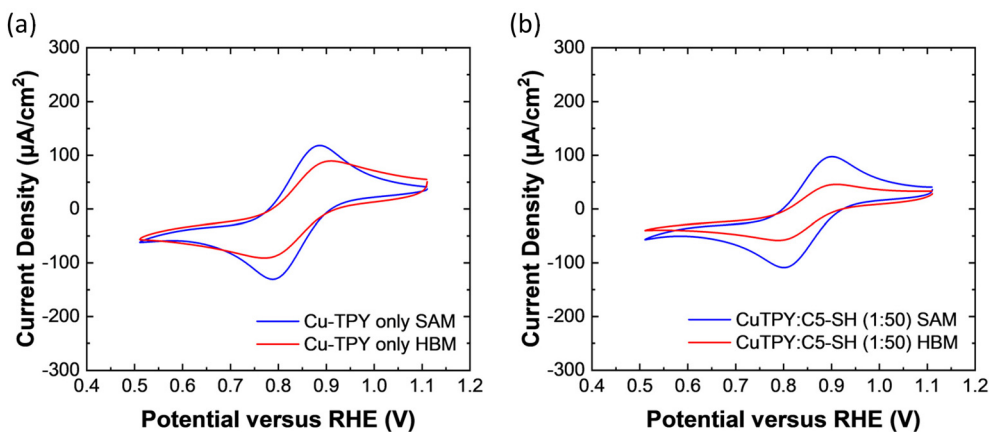 (a)
300
200
100
0
-100
-200
-300
Current Density (µA/cm²)
Cu-TPY only SAM
Cu-TPY only HBM
0.4 0.5 0.6 0.7 0.8 0.9 1.0 1.1 1.2
Potential versus RHE (V)
(b)
300
200
100
0
-100
-200
-300
Current Density (µA/cm²)
CuTPY:C5-SH (1:50) SAM
CuTPY:C5-SH (1:50) HBM
0.4 0.5 0.6 0.7 0.8 0.9 1.0 1.1 1.2
Potential versus RHE (V)